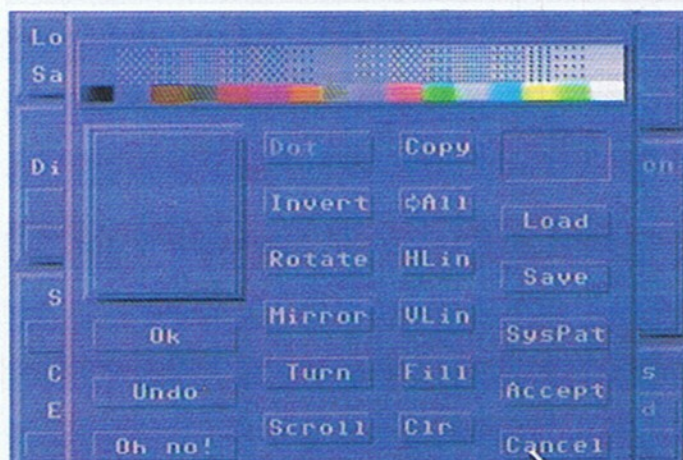 Lo
Sa
Di
on
Dot Copy
Invert ⇨All
Load
Rotate HLin
Save
S
Mirror VLin
Ok
SysPat
C
Turn Fill
s
Undo
Accept
E
d
Scroll Clr
Oh no!
Cancel